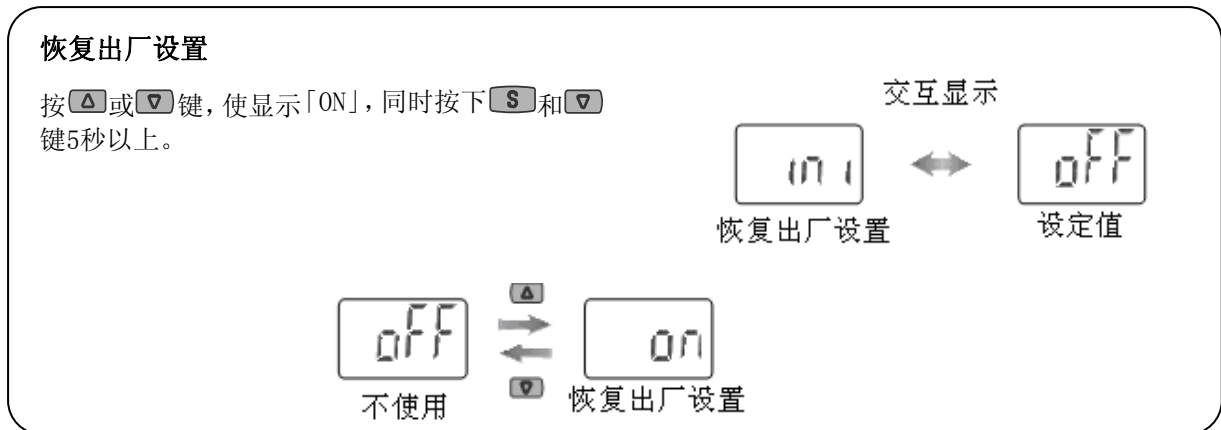 恢复出厂设置
按△或▽键，使显示「ON」，同时按下S和▽
键5秒以上。
交互显示
ini
oFF
恢复出厂设置
设定值
oFF
on
不使用
恢复出厂设置